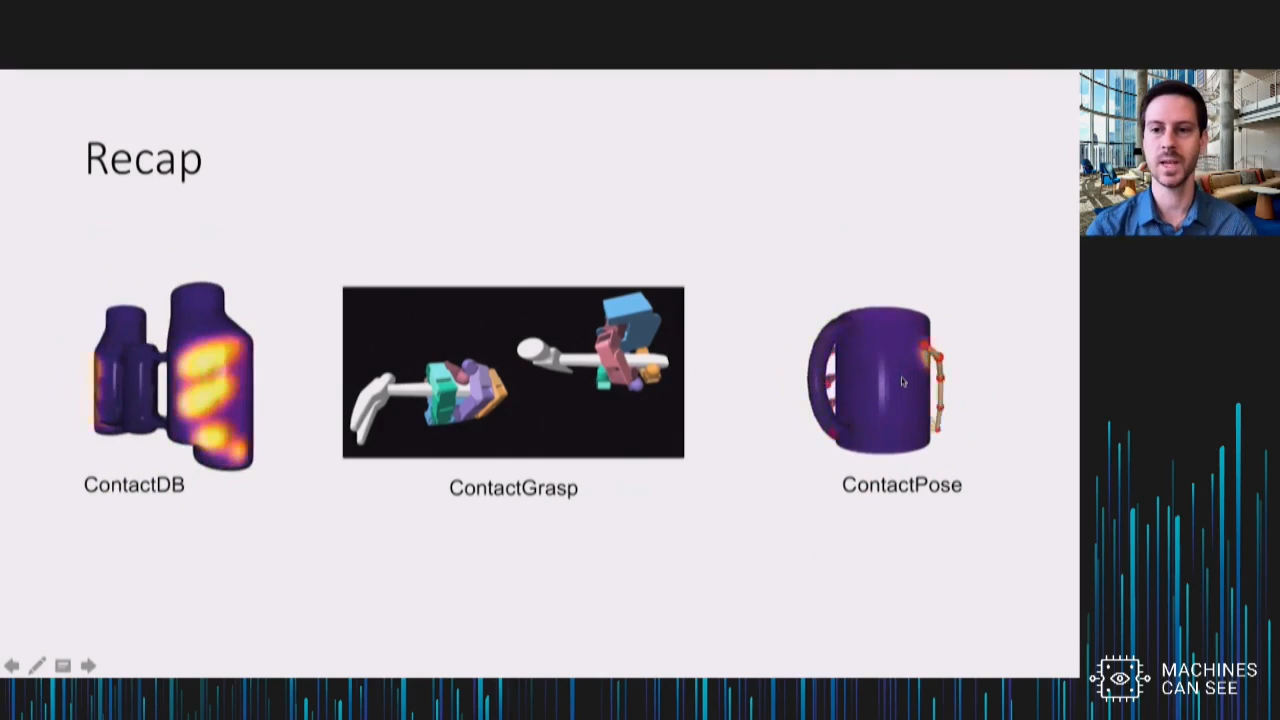 Recap
ContactDB
ContactGrasp
ContactPose
MACHINES
CAN SEE